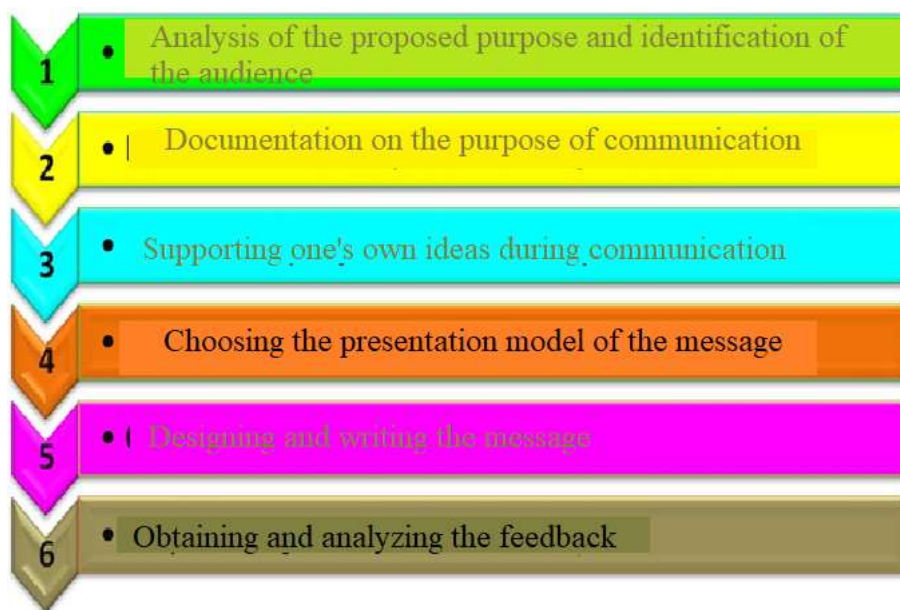 1
• Analysis of the proposed purpose and identification of
the audience
2
• Documentation on the purpose of communication
3
• Supporting one's own ideas during communication
4
• Choosing the presentation model of the message
5
• Designing and writing the message
6
• Obtaining and analyzing the feedback